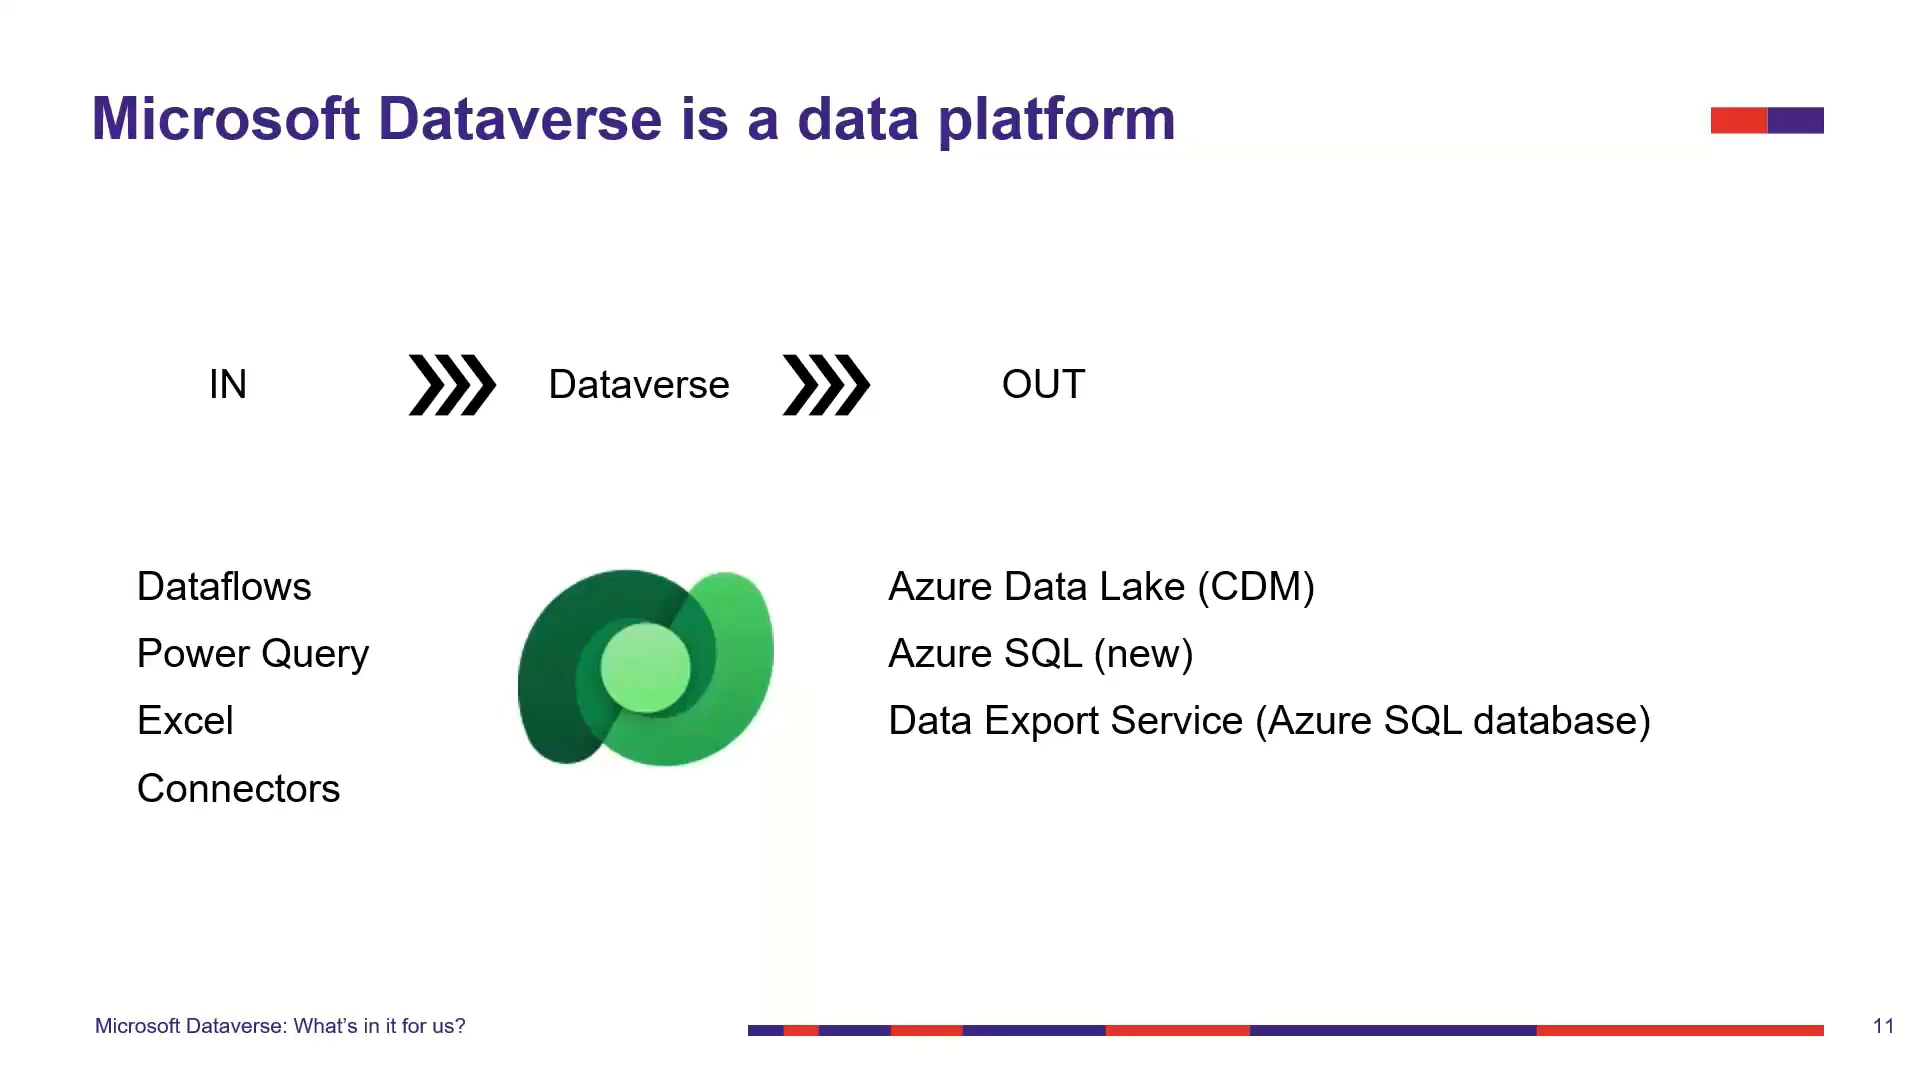 Microsoft Dataverse is a data platform
IN
Dataverse
OUT
Dataflows
Power Query
Excel
Connectors
Azure Data Lake (CDM)
Azure SQL (new)
Data Export Service (Azure SQL database)
Microsoft Dataverse: What’s in it for us?
11